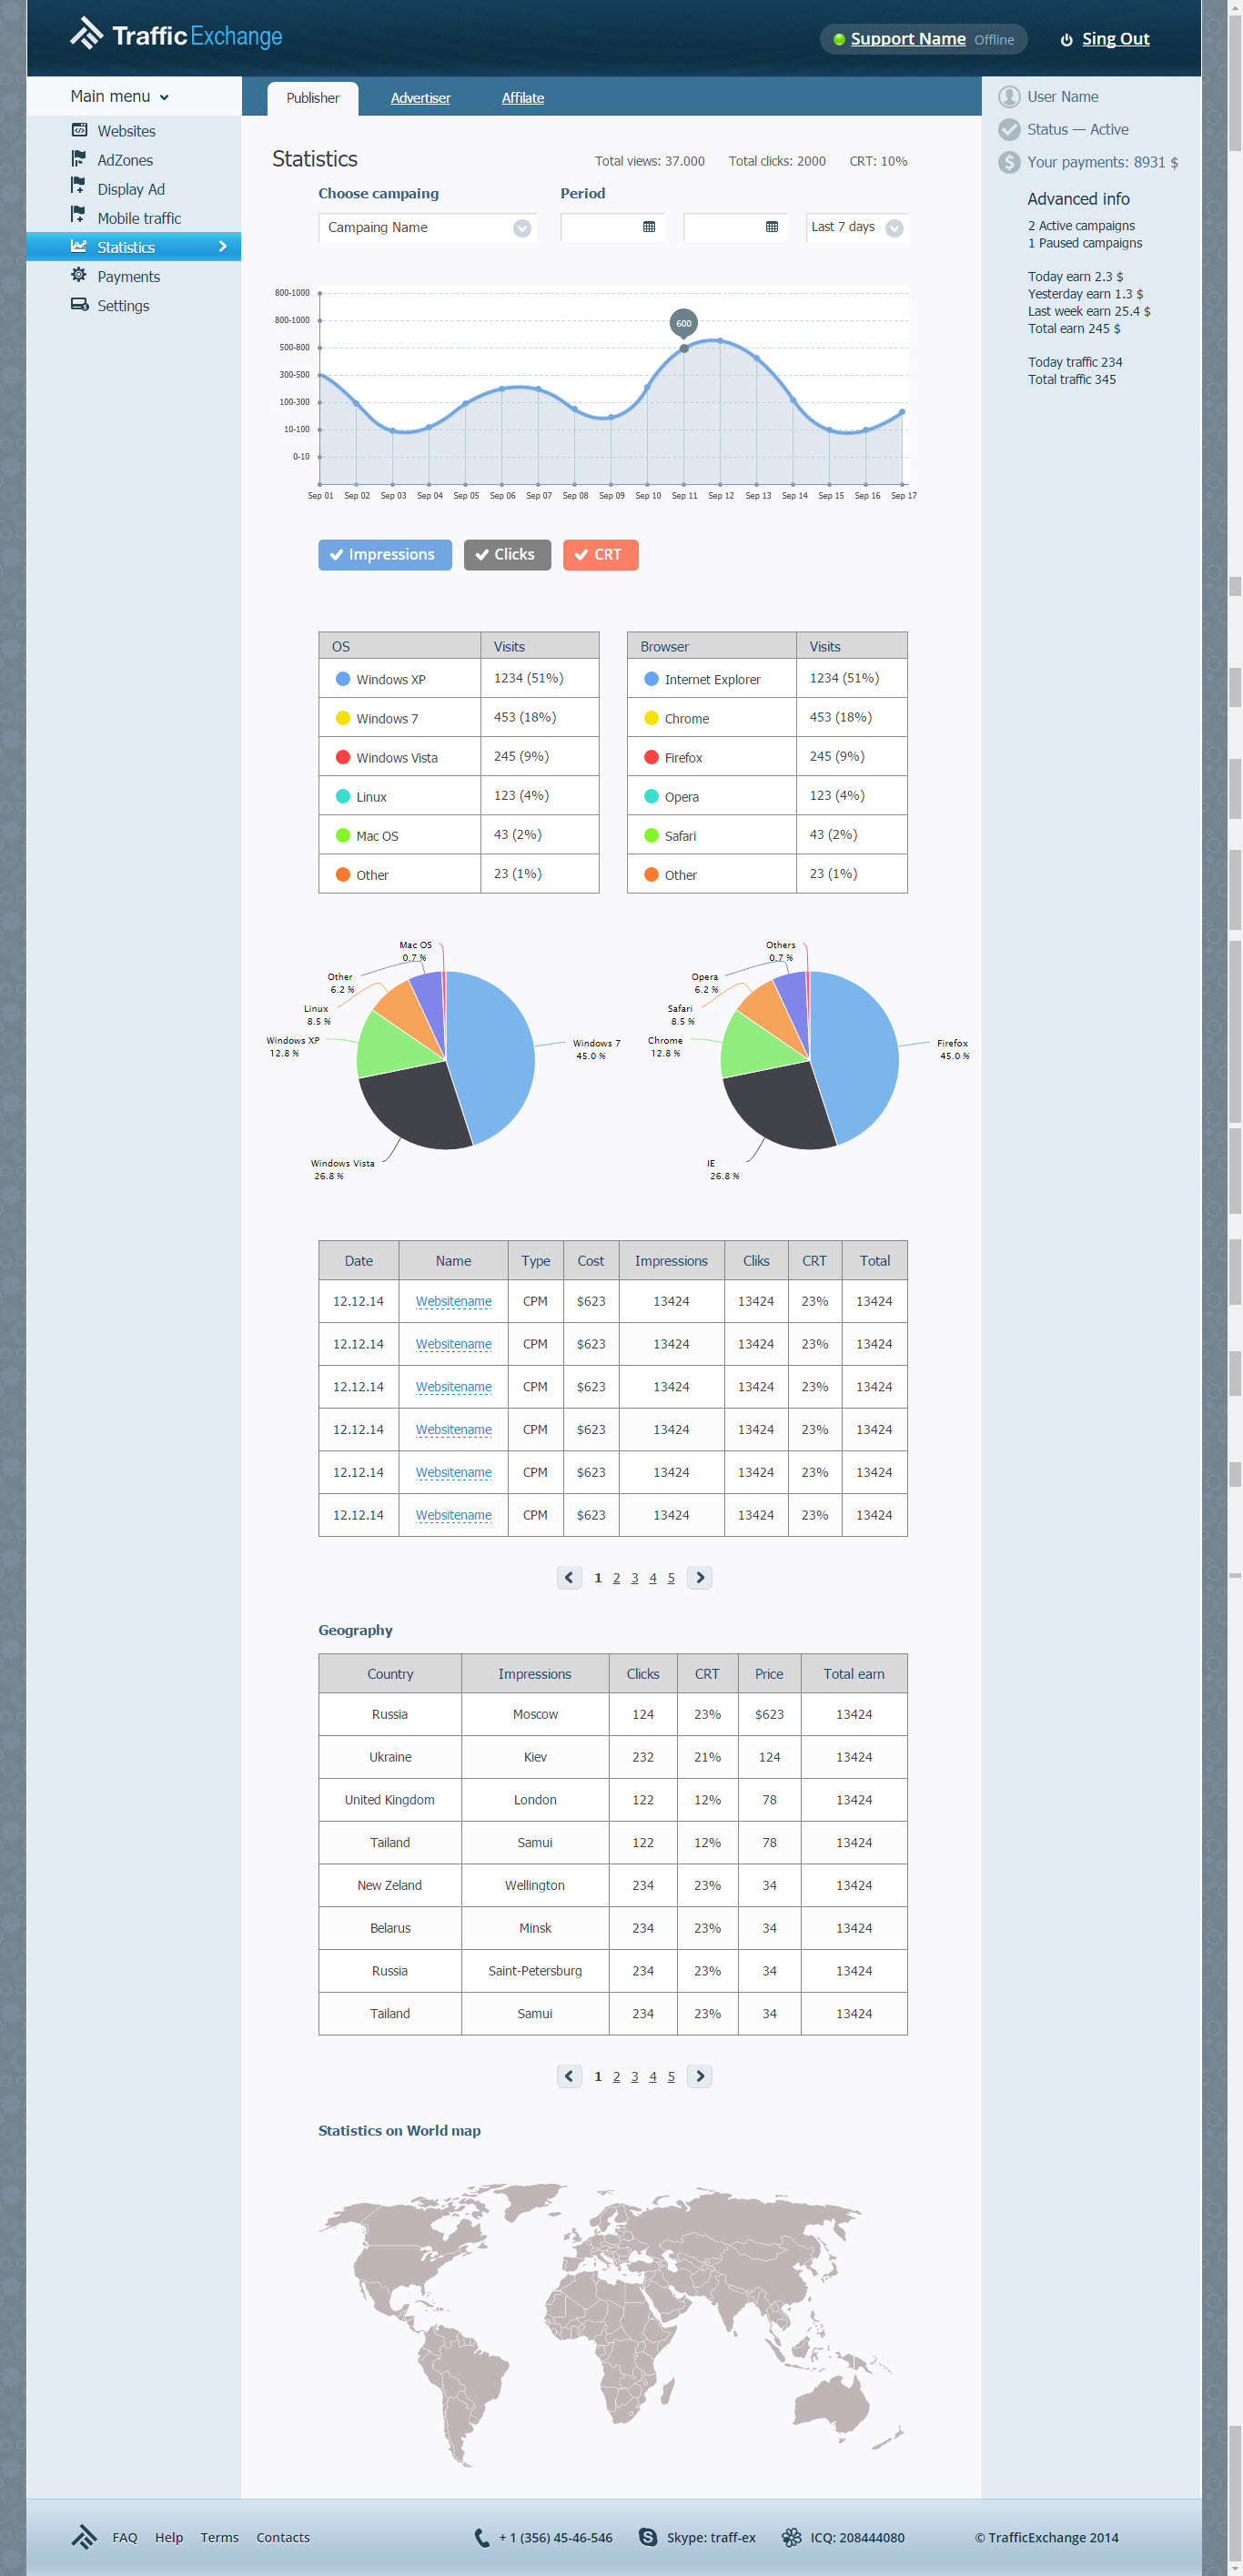 Traffic Exchange
Support Name Offline
Sing Out
Main menu
Websites
AdZones
Display Ad
Mobile traffic
Statistics
Payments
Settings
Publisher Advertiser Affilate
User Name
Status — Active
Your payments: 8931 $
Advanced info
2 Active campaigns
1 Paused campaigns
Today earn 2.3 $
Yesterday earn 1.3 $
Last week earn 25.4 $
Total earn 245 $
Today traffic 234
Total traffic 345
Statistics
Total views: 37.000 Total clicks: 2000 CRT: 10%
Choose campaing Period
Campaing Name Last 7 days
800-1000
800-1000
500-800
300-500
100-300
10-100
0-10
600
Sep 01 Sep 02 Sep 03 Sep 04 Sep 05 Sep 06 Sep 07 Sep 08 Sep 09 Sep 10 Sep 11 Sep 12 Sep 13 Sep 14 Sep 15 Sep 16 Sep 17
Impressions Clicks CRT
OS Visits
Windows XP 1234 (51%)
Windows 7 453 (18%)
Windows Vista 245 (9%)
Linux 123 (4%)
Mac OS 43 (2%)
Other 23 (1%)
Browser Visits
Internet Explorer 1234 (51%)
Chrome 453 (18%)
Firefox 245 (9%)
Opera 123 (4%)
Safari 43 (2%)
Other 23 (1%)
Mac OS
0.7 %
Other
6.2 %
Linux
8.5 %
Windows XP
12.8 %
Windows 7
45.0 %
Windows Vista
26.8 %
Others
0.7 %
Opera
6.2 %
Safari
8.5 %
Chrome
12.8 %
Firefox
45.0 %
IE
26.8 %
Date Name Type Cost Impressions Cliks CRT Total
12.12.14 Websitename CPM $623 13424 13424 23% 13424
12.12.14 Websitename CPM $623 13424 13424 23% 13424
12.12.14 Websitename CPM $623 13424 13424 23% 13424
12.12.14 Websitename CPM $623 13424 13424 23% 13424
12.12.14 Websitename CPM $623 13424 13424 23% 13424
12.12.14 Websitename CPM $623 13424 13424 23% 13424
1 2 3 4 5
Geography
Country Impressions Clicks CRT Price Total earn
Russia Moscow 124 23% $623 13424
Ukraine Kiev 232 21% 124 13424
United Kingdom London 122 12% 78 13424
Tailand Samui 122 12% 78 13424
New Zeland Wellington 234 23% 34 13424
Belarus Minsk 234 23% 34 13424
Russia Saint-Petersburg 234 23% 34 13424
Tailand Samui 234 23% 34 13424
1 2 3 4 5
Statistics on World map
FAQ Help Terms Contacts + 1 (356) 45-46-546 Skype: traff-ex ICQ: 208444080 © TrafficExchange 2014